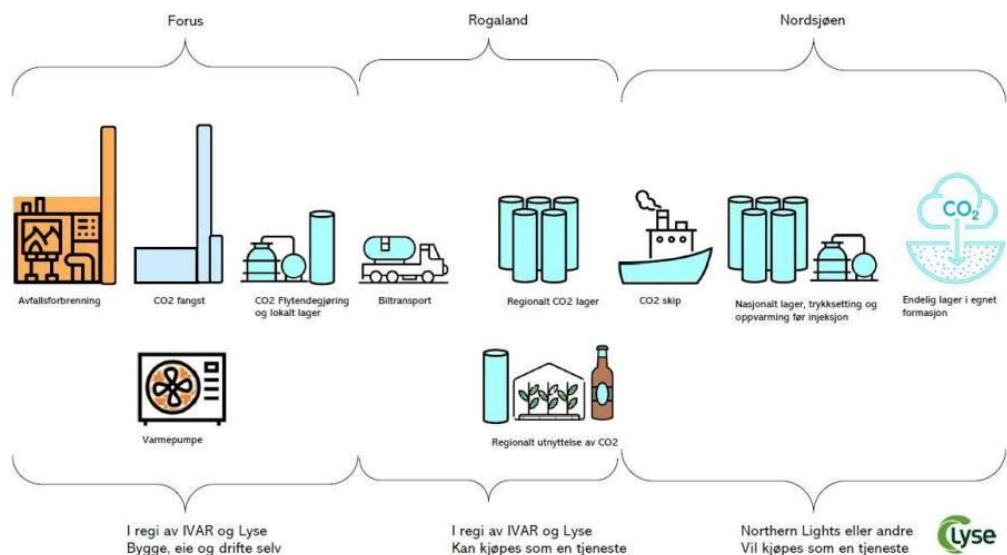 Forus
Rogaland
Nordsjøen
CO₂
Avfallsforbrenning
CO2 fangst
CO2 Flytendegjøring
og lokalt lager
Biltransport
Regionalt CO2 lager
CO2 skip
Nasjonalt lager, trykksetting og
oppvarming før injeksjon
Endelig lager i egnet
formasjon
Varmepumpe
Regionalt utnyttelse av CO2
I regi av IVAR og Lyse
Bygge, eie og drifte selv
I regi av IVAR og Lyse
Kan kjøpes som en tjeneste
Northern Lights eller andre
Vil kjøpes som en tjeneste
Lyse